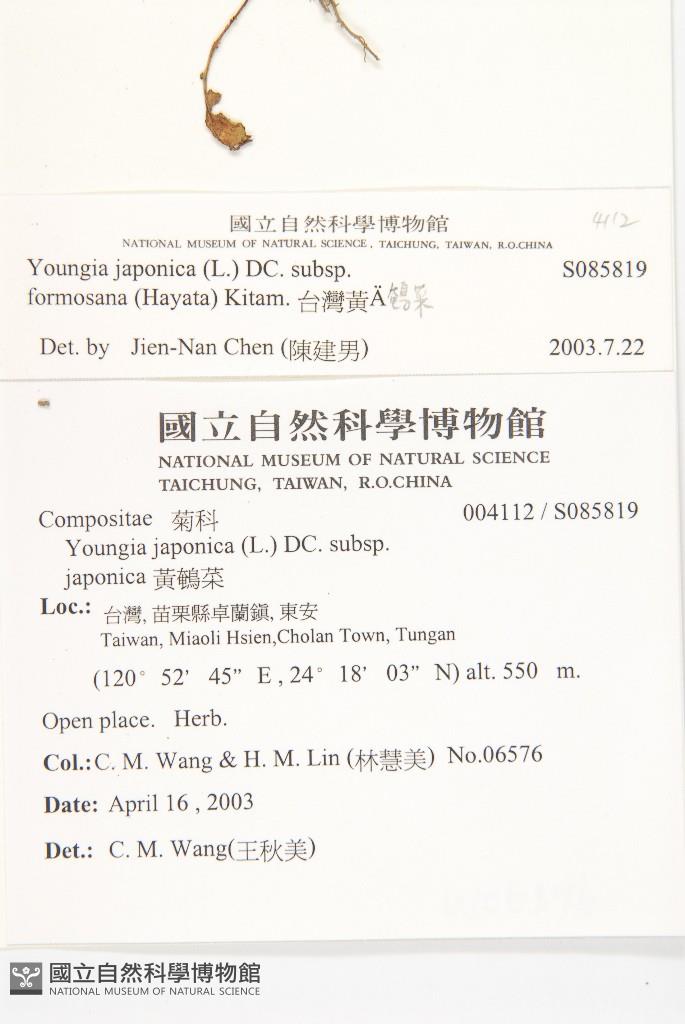 4112
國立自然科學博物館
NATIONAL MUSEUM OF NATURAL SCIENCE, TAICHUNG, TAIWAN, R.O.CHINA
Youngia japonica (L.) DC. subsp. S085819
formosana (Hayata) Kitam. 台灣黃Ä鵪菜
Det. by Jien-Nan Chen (陳建男) 2003.7.22
國立自然科學博物館
NATIONAL MUSEUM OF NATURAL SCIENCE
TAICHUNG, TAIWAN, R.O.CHINA
Compositae 菊科 004112 / S085819
Youngia japonica (L.) DC. subsp.
japonica 黃鵪菜
Loc.: 台灣, 苗栗縣卓蘭鎮, 東安
Taiwan, Miaoli Hsien,Cholan Town, Tungan
(120° 52’ 45” E , 24° 18’ 03” N) alt. 550 m.
Open place. Herb.
Col.: C. M. Wang & H. M. Lin (林慧美) No.06576
Date: April 16 , 2003
Det.: C. M. Wang(王秋美)
國立自然科學博物館
NATIONAL MUSEUM OF NATURAL SCIENCE